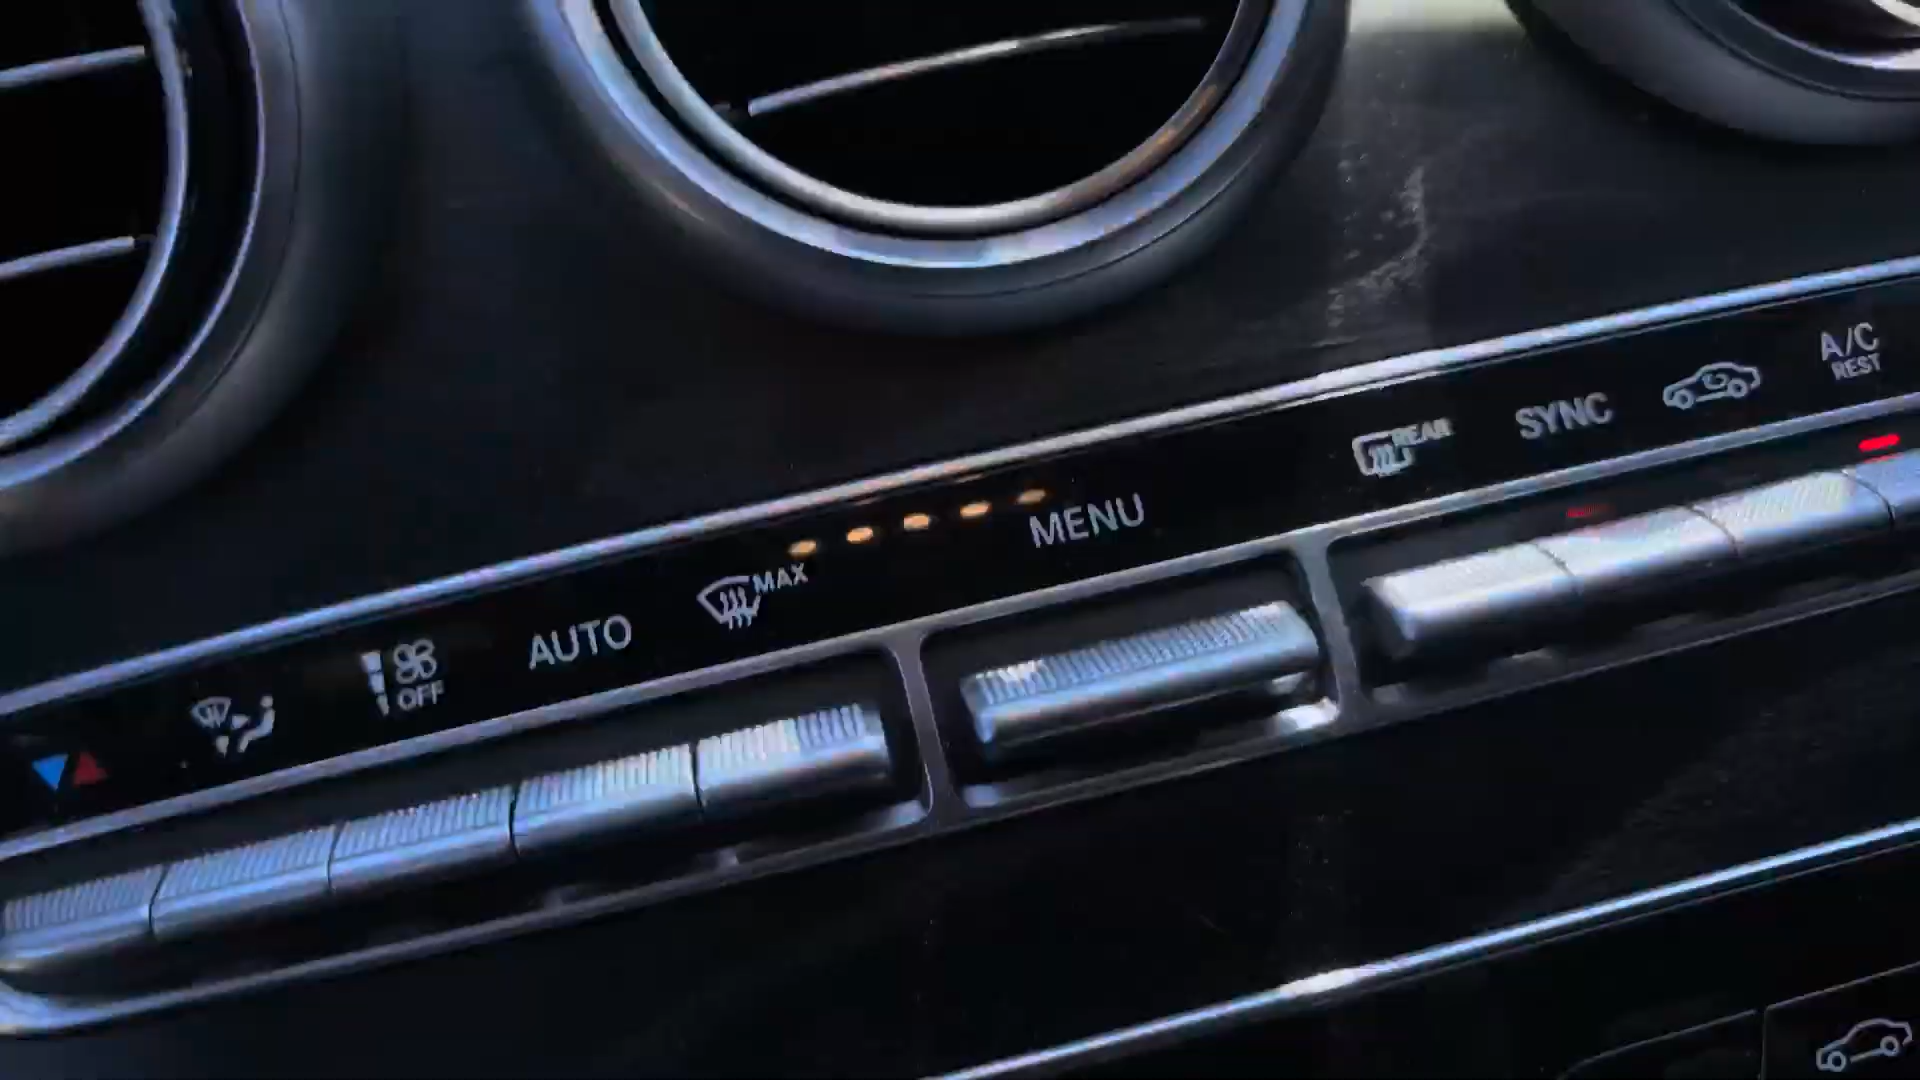 OFF
AUTO
MAX
MENU
REAR
SYNC
A/C
REST